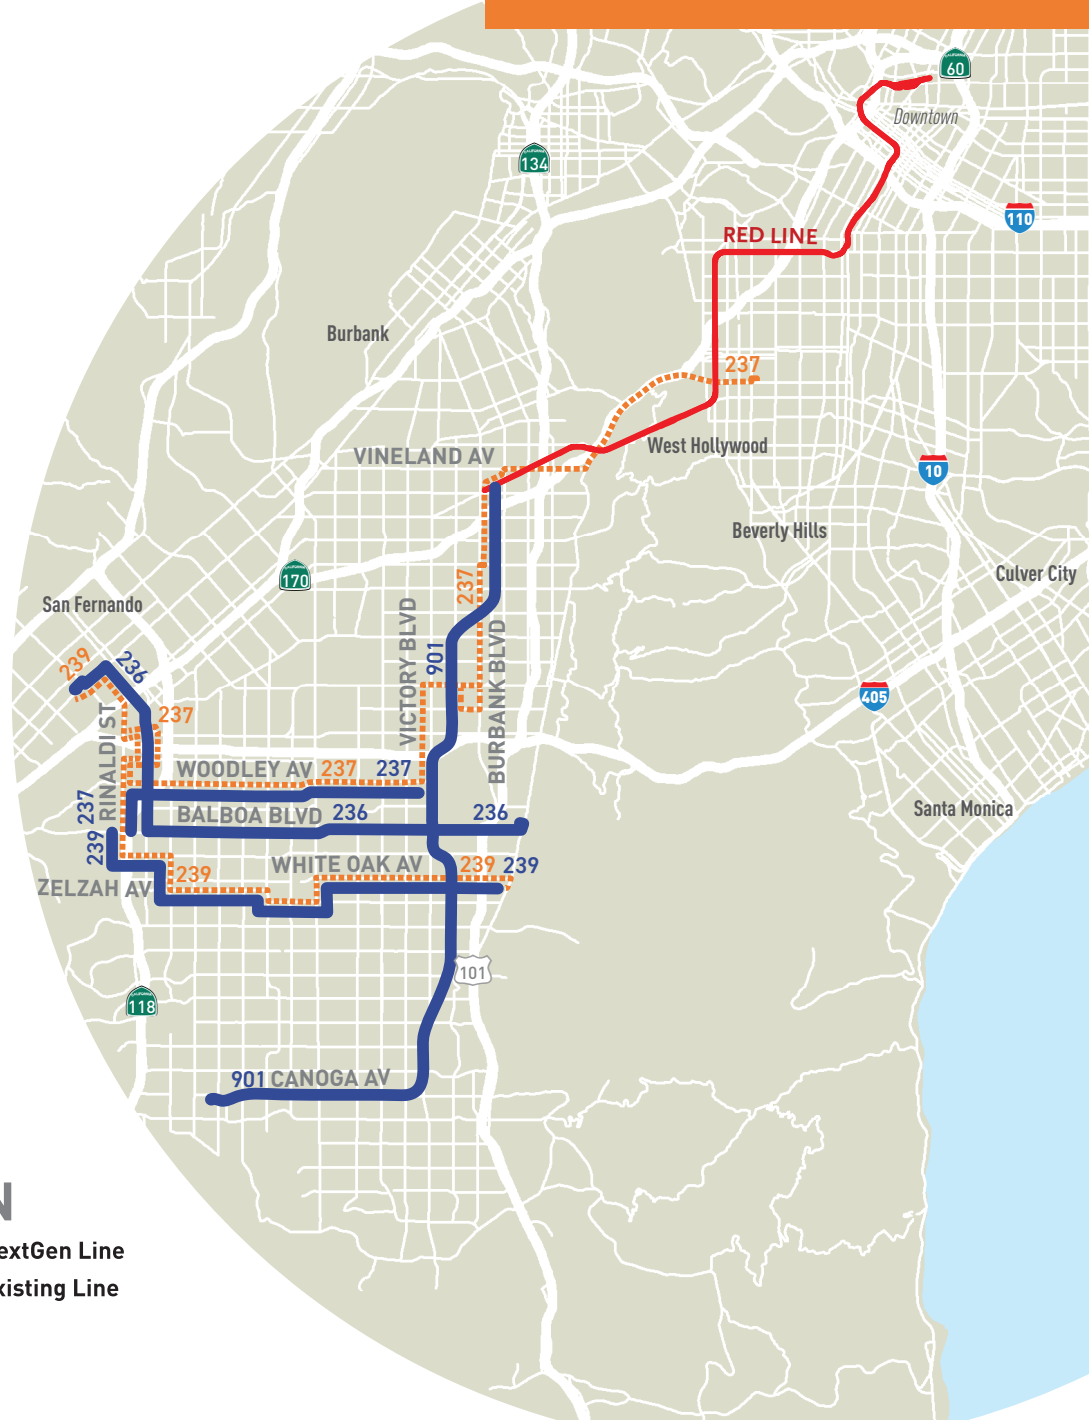 60
Downtown
134
110
RED LINE
Burbank
237
West Hollywood
VINELAND AV
10
Beverly Hills
170
237
Culver City
San Fernando
VICTORY BLVD
901
BURBANK BLVD
239
236
405
RINALDI ST
237
WOODLEY AV 237 237
237
BALBOA BLVD 236 236
Santa Monica
239
WHITE OAK AV 239 239
ZELZAH AV 239
101
118
901 CANOGA AV
N
extGen Line
xisting Line